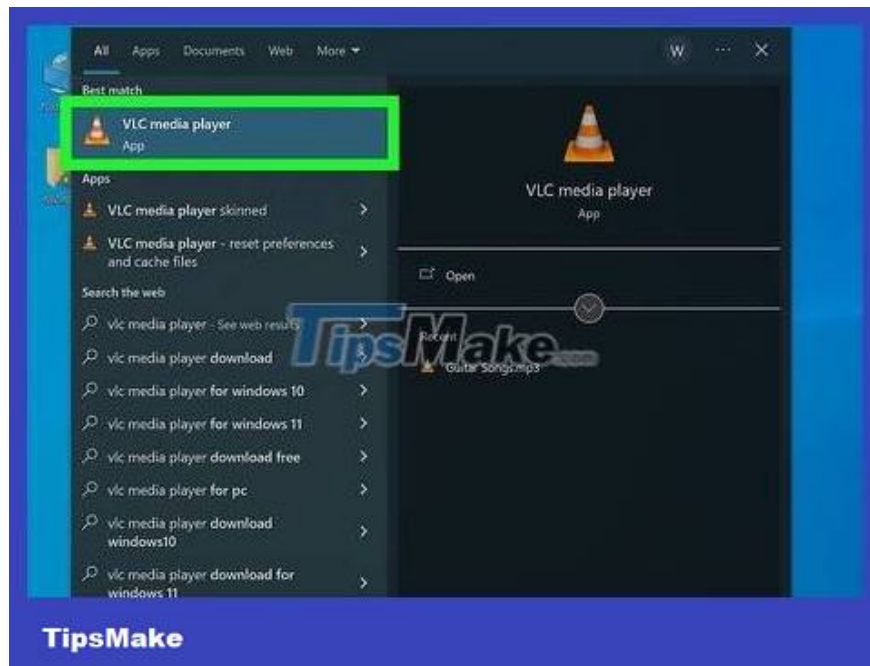 All Apps Documents Web More W
Best match
VLC media player
App
Apps
VLC media player skinned
VLC media player - reset preferences
and cache files
Search the web
vlc media player - See web results
vlc media player download
vlc media player for windows 10
vlc media player for windows 11
vlc media player download free
vlc media player for pc
vlc media player download
windows10
vlc media player download for
windows 11
VLC media player
App
Open
Recent
Guitar Songs.mp3
TipsMake.com
TipsMake